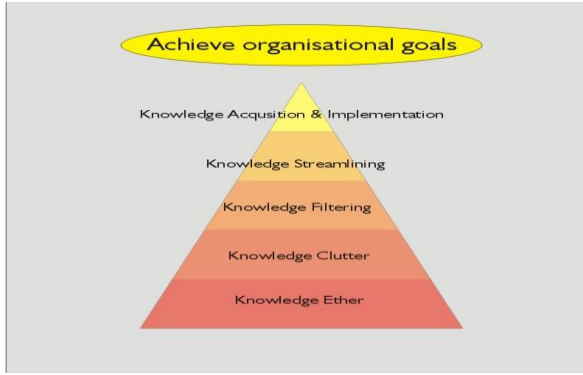 Achieve organisational goals
Knowledge Acqusition & Implementation
Knowledge Streamlining
Knowledge Filtering
Knowledge Clutter
Knowledge Ether